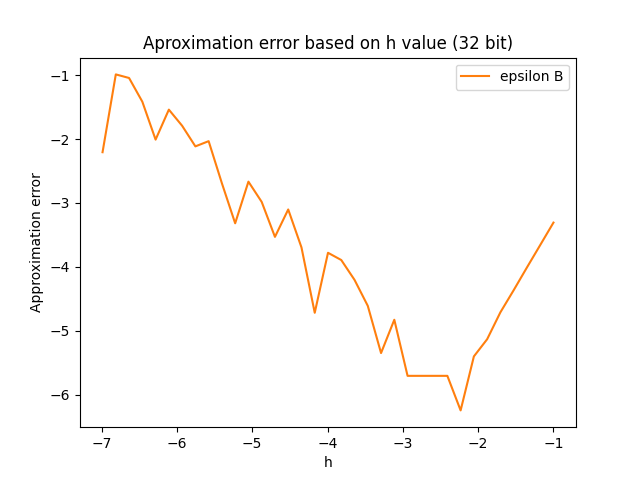 Aproximation error based on h value (32 bit)
epsilon B
Approximation error
−1
−2
−3
−4
−5
−6
−7 −6 −5 −4 −3 −2 −1
h